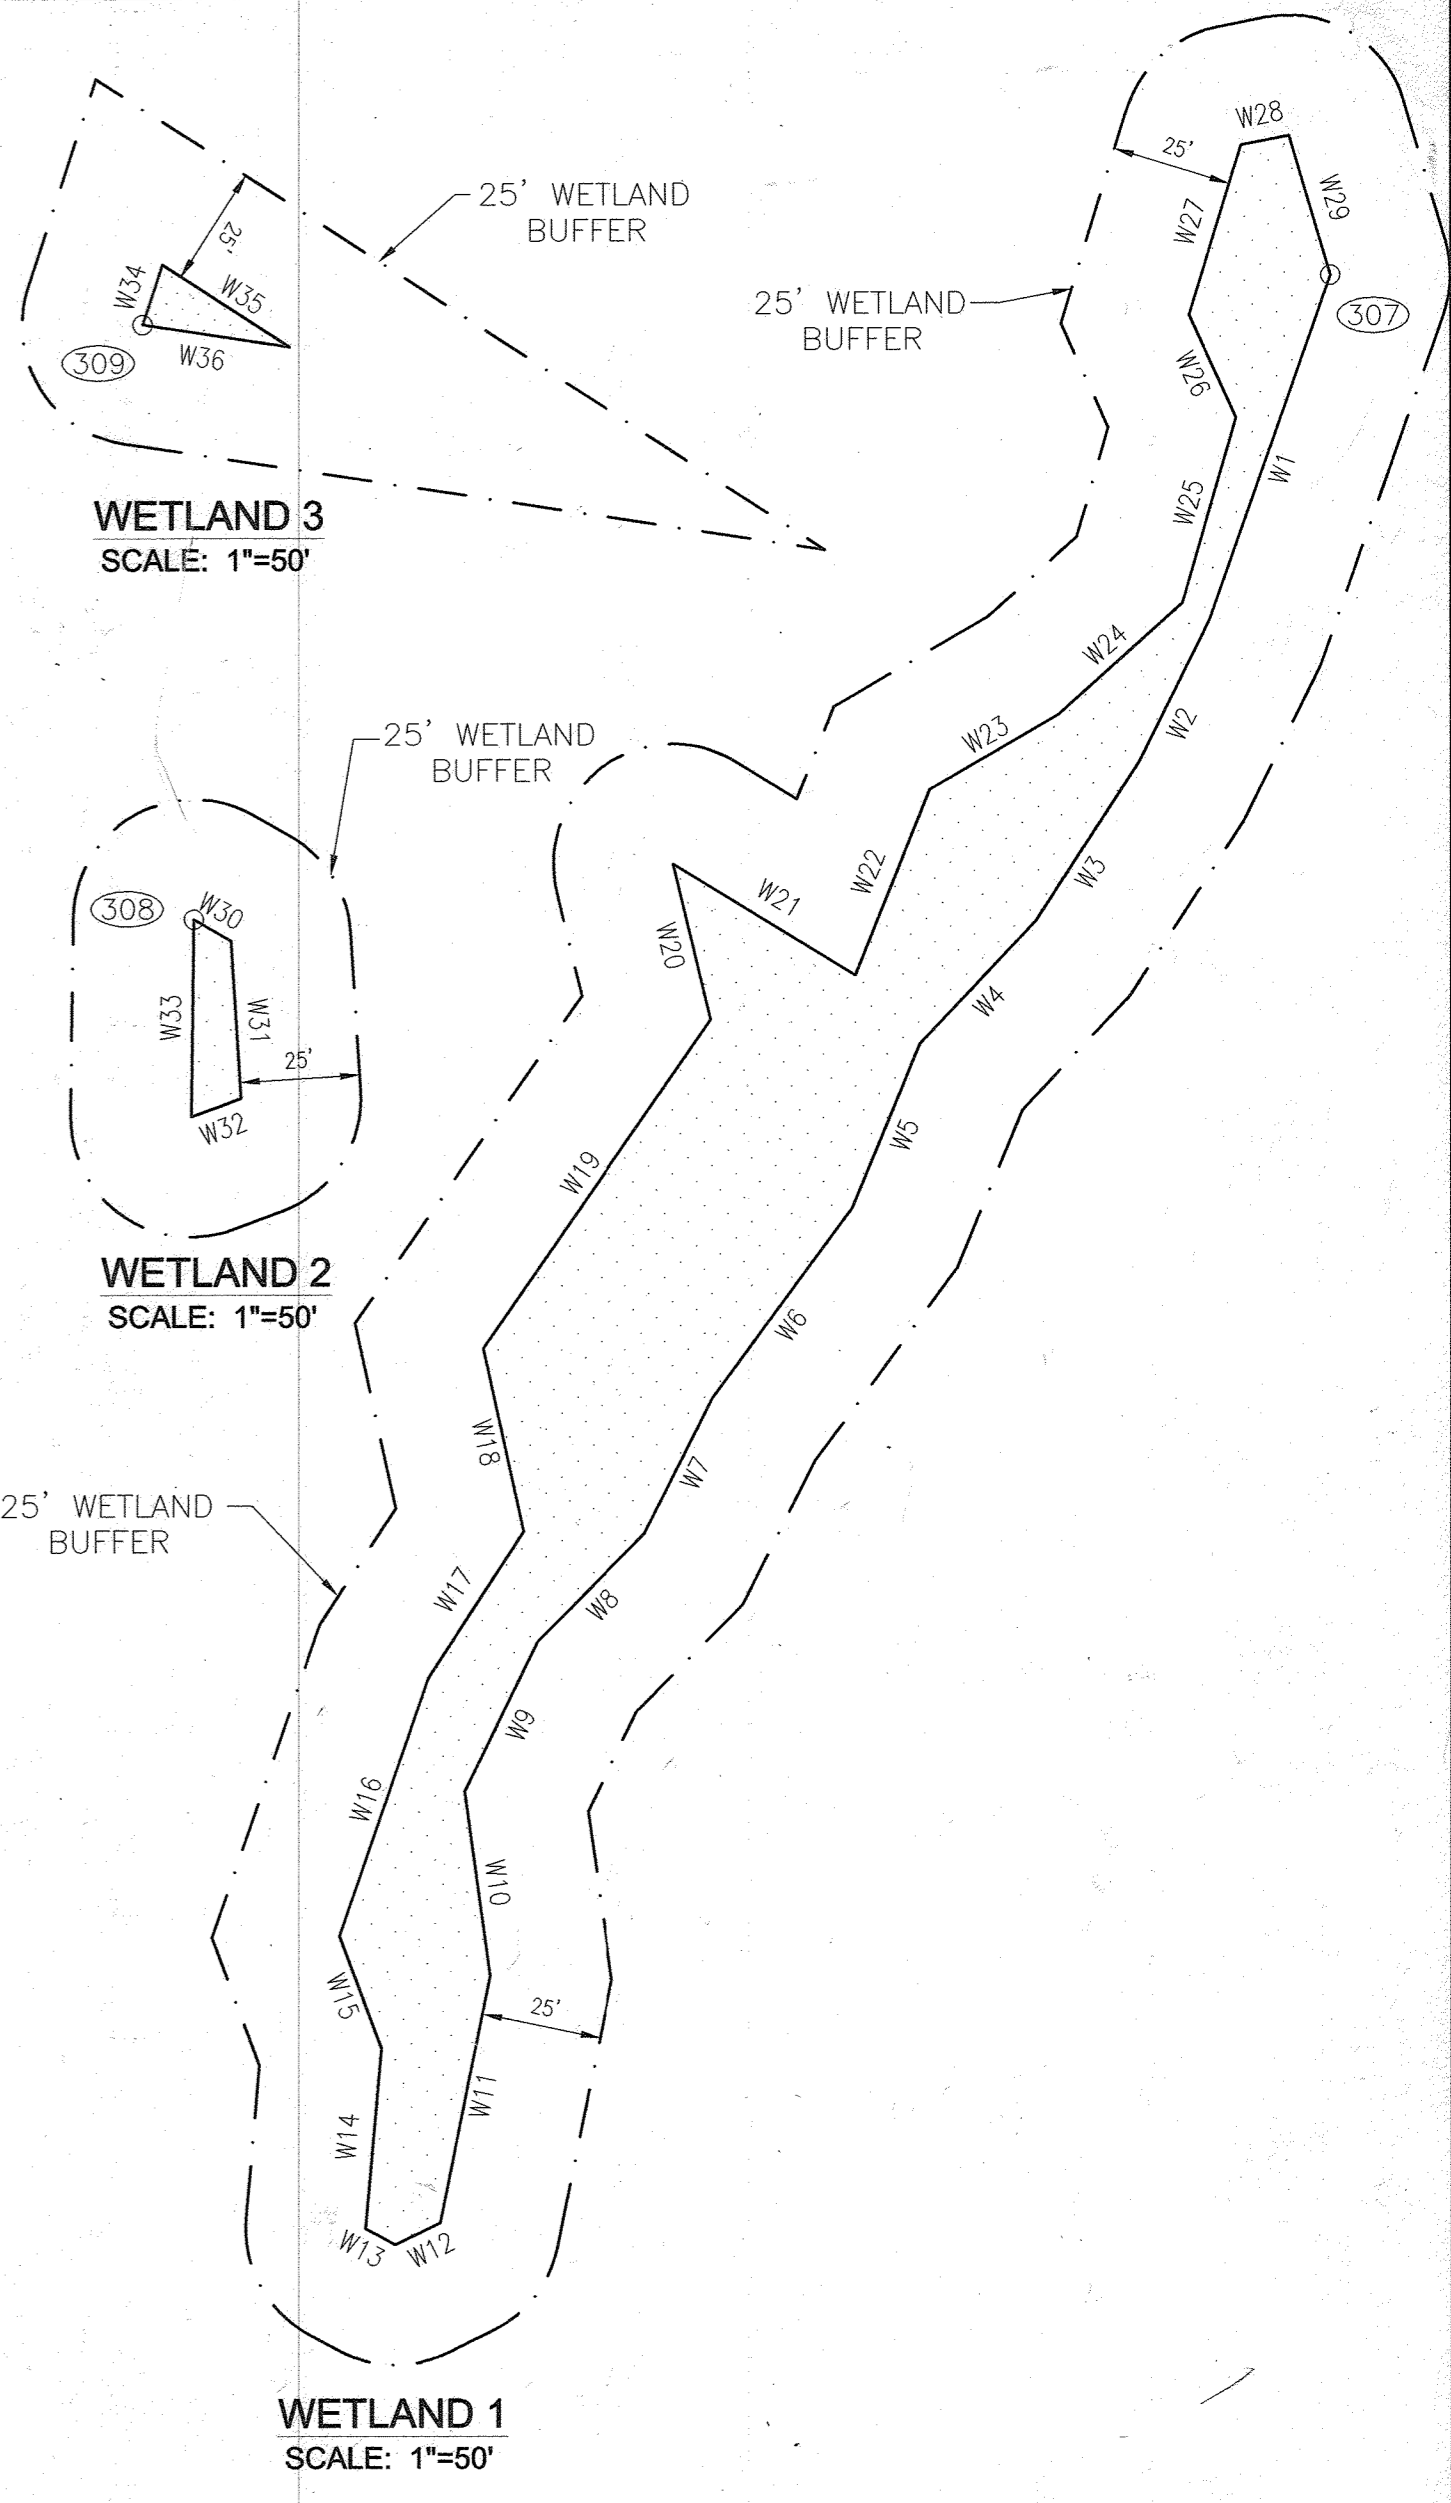 W28
25'
W29
W27
307
25' WETLAND
BUFFER
25'
W34
W35
W36
309
25' WETLAND
BUFFER
W26
W1
W25
WETLAND 3
SCALE: 1"=50'
W24
W23
W2
25' WETLAND
BUFFER
308
W30
W33
W31
25'
W32
WETLAND 2
SCALE: 1"=50'
W22
W21
W20
W3
W4
W5
W19
W6
W18
W7
25' WETLAND
BUFFER
W17
W8
W9
W16
W10
W15
25'
W11
W14
W13
W12
WETLAND 1
SCALE: 1"=50'